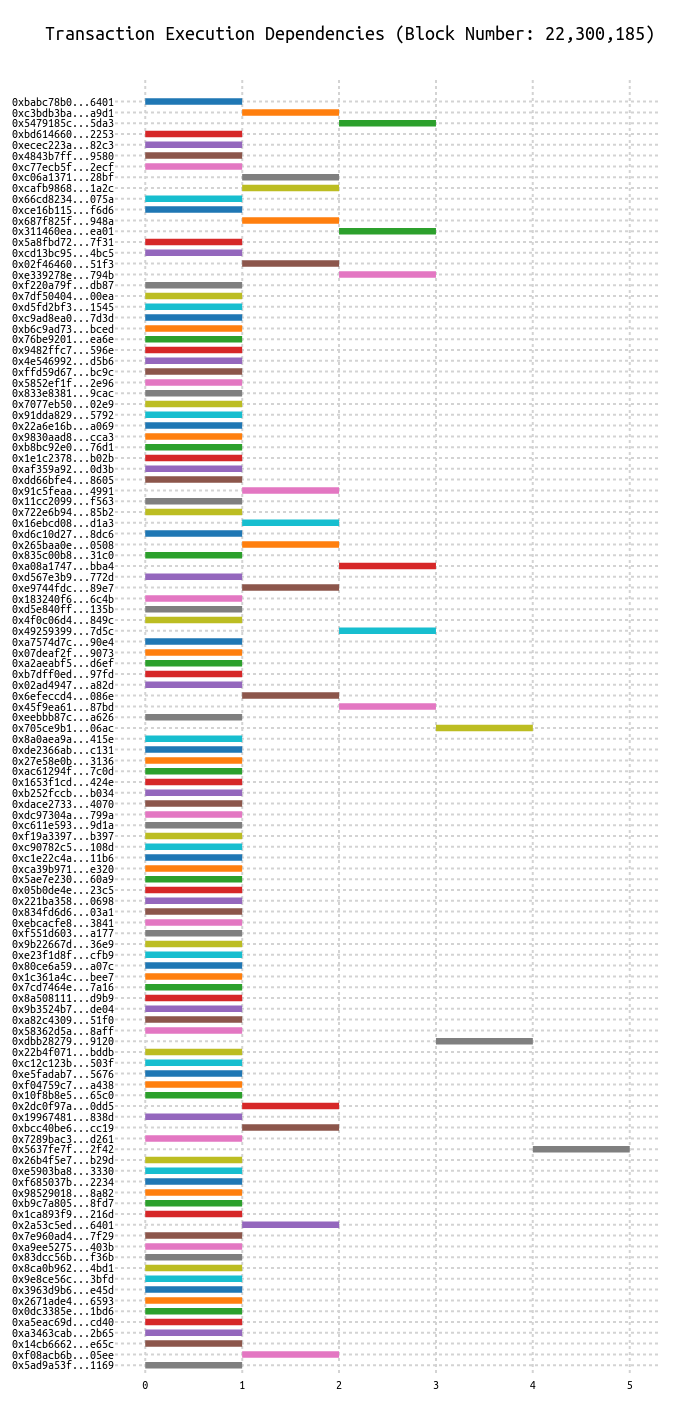 Transaction Execution Dependencies (Block Number: 22,300,185)
0xbabc78b0...6401
0xc3bdb3ba...a9d1
0x5479185c...5da3
0xbd614660...2253
0xecec223a...82c3
0x4843b7ff...9580
0xc77ecb5f...2ecf
0xc06a1371...28bf
0xcafb9868...1a2c
0x66cd8234...075a
0xce16b115...f6d6
0x687f825f...948a
0x311460ea...ea01
0x5a8fbd72...7f31
0xcd13bc95...4bc5
0x02f46460...51f3
0xe339278e...794b
0xf220a79f...db87
0x7df50404...00ea
0xd5fd2bf3...1545
0xc9ad8ea0...7d3d
0xb6c9ad73...bced
0x76be9201...ea6e
0x9482ffc7...596e
0x4e546992...d5b6
0xffd59d67...bc9c
0x5852ef1f...2e96
0x833e8381...9cac
0x7077eb50...02e9
0x91dda829...5792
0x22a6e16b...a069
0x9830aad8...cca3
0xb8bc92e0...76d1
0x1e1c2378...b02b
0xaf359a92...0d3b
0xdd66bfe4...8605
0x91c5feaa...4991
0x11cc2099...f563
0x722e6b94...85b2
0x16ebcd08...d1a3
0xd6c10d27...8dc6
0x265baa0e...0508
0x835c00b8...31c0
0xa08a1747...bba4
0xd567e3b9...772d
0xe9744fdc...89e7
0x183240f6...6c4b
0xd5e840ff...135b
0x4f0c06d4...849c
0x49259399...7d5c
0xa7574d7c...90e4
0x07deaf2f...9073
0xa2aeabf5...d6ef
0xb7dff0ed...97fd
0x02ad4947...a82d
0x6efeccd4...086e
0x45f9ea61...87bd
0xeebbb87c...a626
0x705ce9b1...06ac
0x8a0aea9a...415e
0xde2366ab...c131
0x27e58e0b...3136
0xac61294f...7c0d
0x1653f1cd...424e
0xb252fccb...b034
0xdace2733...4070
0xdc97304a...799a
0xc611e593...9d1a
0xf19a3397...b397
0xc90782c5...108d
0xc1e22c4a...11b6
0xca39b971...e320
0x5ae7e230...60a9
0x05b0de4e...23c5
0x221ba358...0698
0x834fd6d6...03a1
0xebcacfe8...3841
0xf551d603...a177
0x9b22667d...36e9
0xe23f1d8f...cfb9
0x80ce6a59...a07c
0x1c361a4c...bee7
0x7cd7464e...7a16
0x8a508111...d9b9
0x9b3524b7...de04
0xa82c4309...51f0
0x58362d5a...8aff
0xdbb28279...9120
0x22b4f071...bddb
0xc12c123b...503f
0xe5fadab7...5676
0xf04759c7...a438
0x10f8b8e5...65c0
0x2dc0f97a...0dd5
0x19967481...838d
0xbcc40be6...cc19
0x7289bac3...d261
0x5637fe7f...2f42
0x26b4f5e7...b29d
0xe5903ba8...3330
0xf685037b...2234
0x98529018...8a82
0xb9c7a805...8fd7
0x1ca893f9...216d
0x2a53c5ed...6401
0x7e960ad4...7f29
0xa9ee5275...403b
0x83dcc56b...f36b
0x8ca0b962...4bd1
0x9e8ce56c...3bfd
0x3963d9b6...e45d
0x2671ade4...6593
0x0dc3385e...1bd6
0xa5eac69d...cd40
0xa3463cab...2b65
0x14cb6662...e65c
0xf08acb6b...05ee
0x5ad9a53f...1169
0 1 2 3 4 5